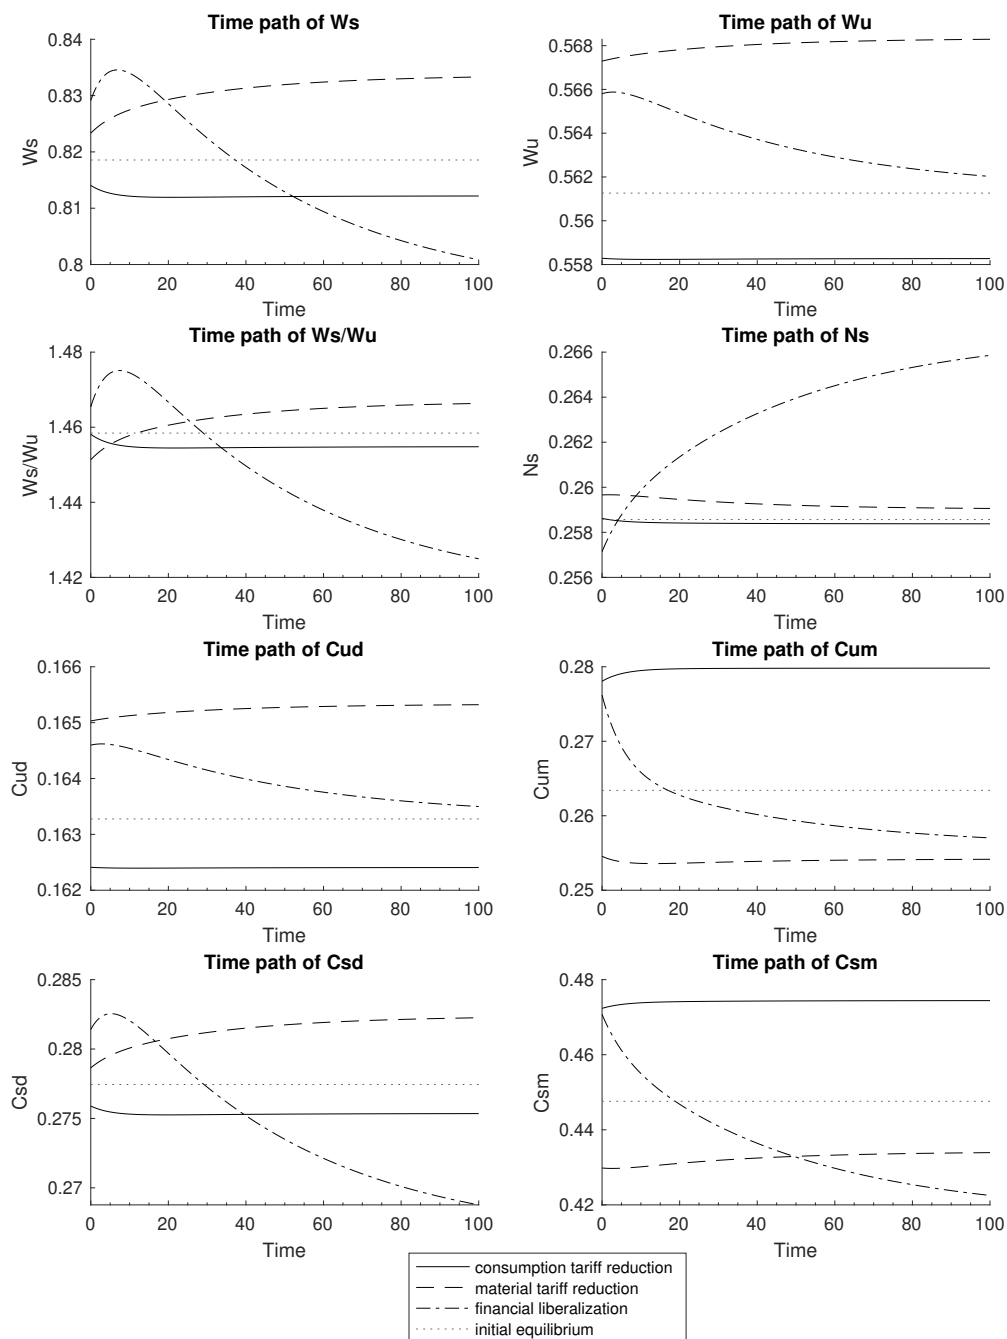 Time path of Ws
0.84
0.83
0.82
0.81
0.8
Ws
0 20 40 60 80 100
Time
Time path of Wu
0.568
0.566
0.564
0.562
0.56
0.558
Wu
0 20 40 60 80 100
Time
Time path of Ws/Wu
1.48
1.46
1.44
1.42
Ws/Wu
0 20 40 60 80 100
Time
Time path of Ns
0.266
0.264
0.262
0.26
0.258
0.256
Ns
0 20 40 60 80 100
Time
Time path of Cud
0.166
0.165
0.164
0.163
0.162
Cud
0 20 40 60 80 100
Time
Time path of Cum
0.28
0.27
0.26
0.25
Cum
0 20 40 60 80 100
Time
Time path of Csd
0.285
0.28
0.275
0.27
Csd
0 20 40 60 80 100
Time
Time path of Csm
0.48
0.46
0.44
0.42
Csm
0 20 40 60 80 100
Time
consumption tariff reduction
material tariff reduction
financial liberalization
initial equilibrium